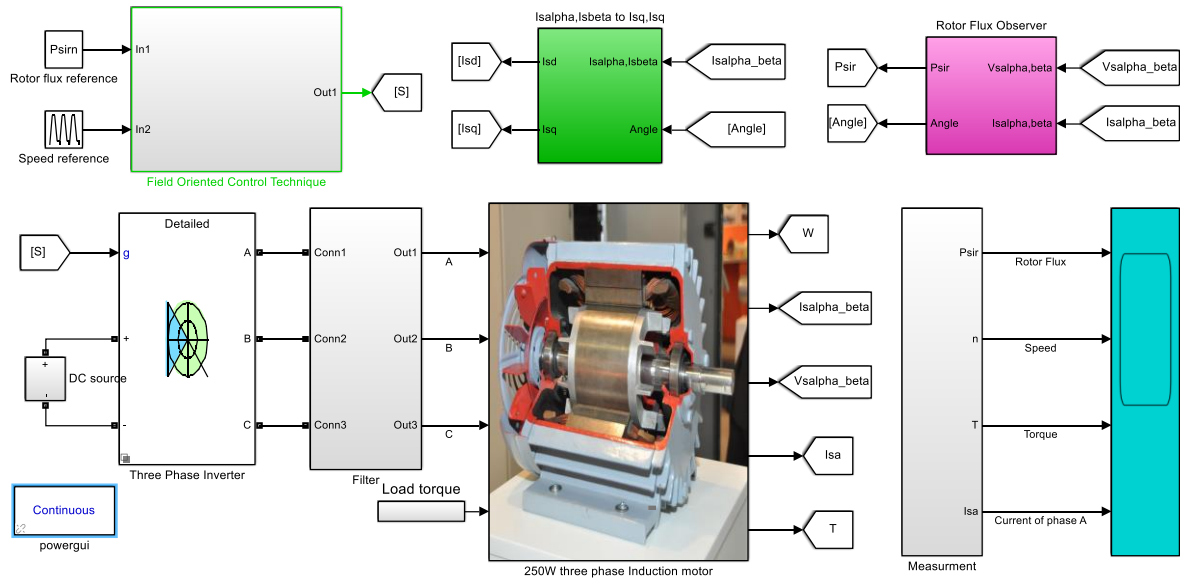 Psirn
Rotor flux reference
Speed reference
In1
In2
Out1
[S]
Field Oriented Control Technique
Isalpha,Isbeta to Isq,Isq
[Isd]
Isd
Isalpha,Isbeta
Isalpha_beta
[Isq]
Isq
Angle
[Angle]
Rotor Flux Observer
Psir
Psir
Vsalpha,beta
Vsalpha_beta
[Angle]
Angle
Isalpha,beta
Isalpha_beta
Detailed
[S]
g
A
+
B
+
DC source
-
-
C
Three Phase Inverter
Continuous
powergui
Conn1
Out1
Conn2
Out2
Conn3
Out3
Filter
A
B
C
Load torque
250W three phase Induction motor
W
Isalpha_beta
Vsalpha_beta
Isa
T
Psir
Rotor Flux
n
Speed
T
Torque
Isa
Current of phase A
Measurment